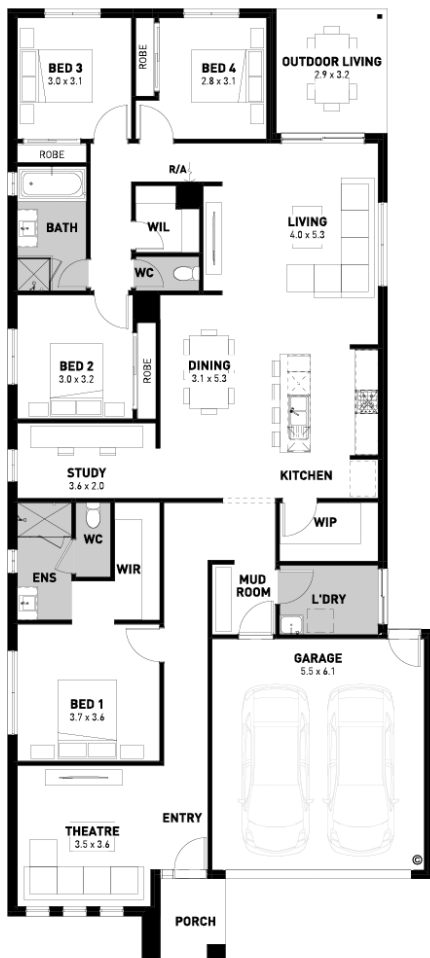 BED 3
3.0 x 3.1
ROBE
BED 4
2.8 x 3.1
OUTDOOR LIVING
2.9 x 3.2
ROBE
R/A
BATH
WIL
LIVING
4.0 x 5.3
WC
BED 2
3.0 x 3.2
ROBE
DINING
3.1 x 5.3
STUDY
3.6 x 2.0
KITCHEN
WC
WIP
ENS
WIR
MUD
ROOM
L'DRY
GARAGE
5.5 x 6.1
BED 1
3.7 x 3.6
THEATRE
3.5 x 3.6
ENTRY
©
PORCH